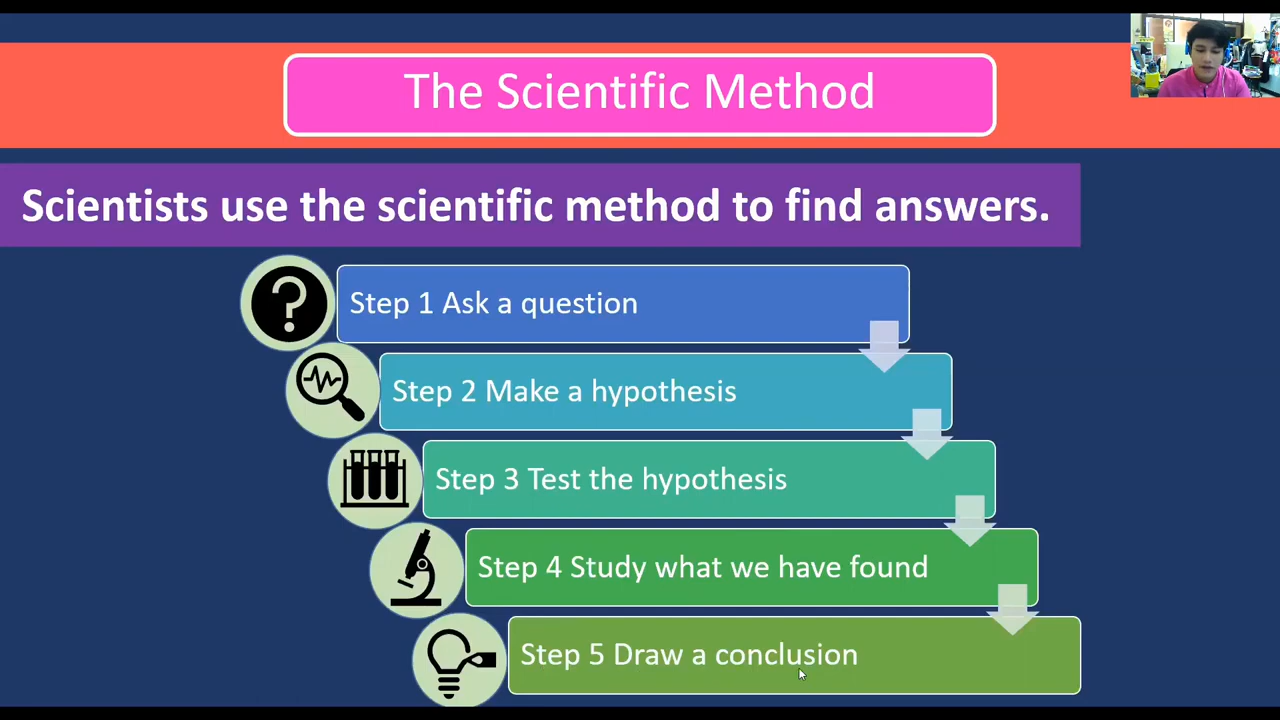 The Scientific Method
Scientists use the scientific method to find answers.
Step 1 Ask a question
Step 2 Make a hypothesis
Step 3 Test the hypothesis
Step 4 Study what we have found
Step 5 Draw a conclusion